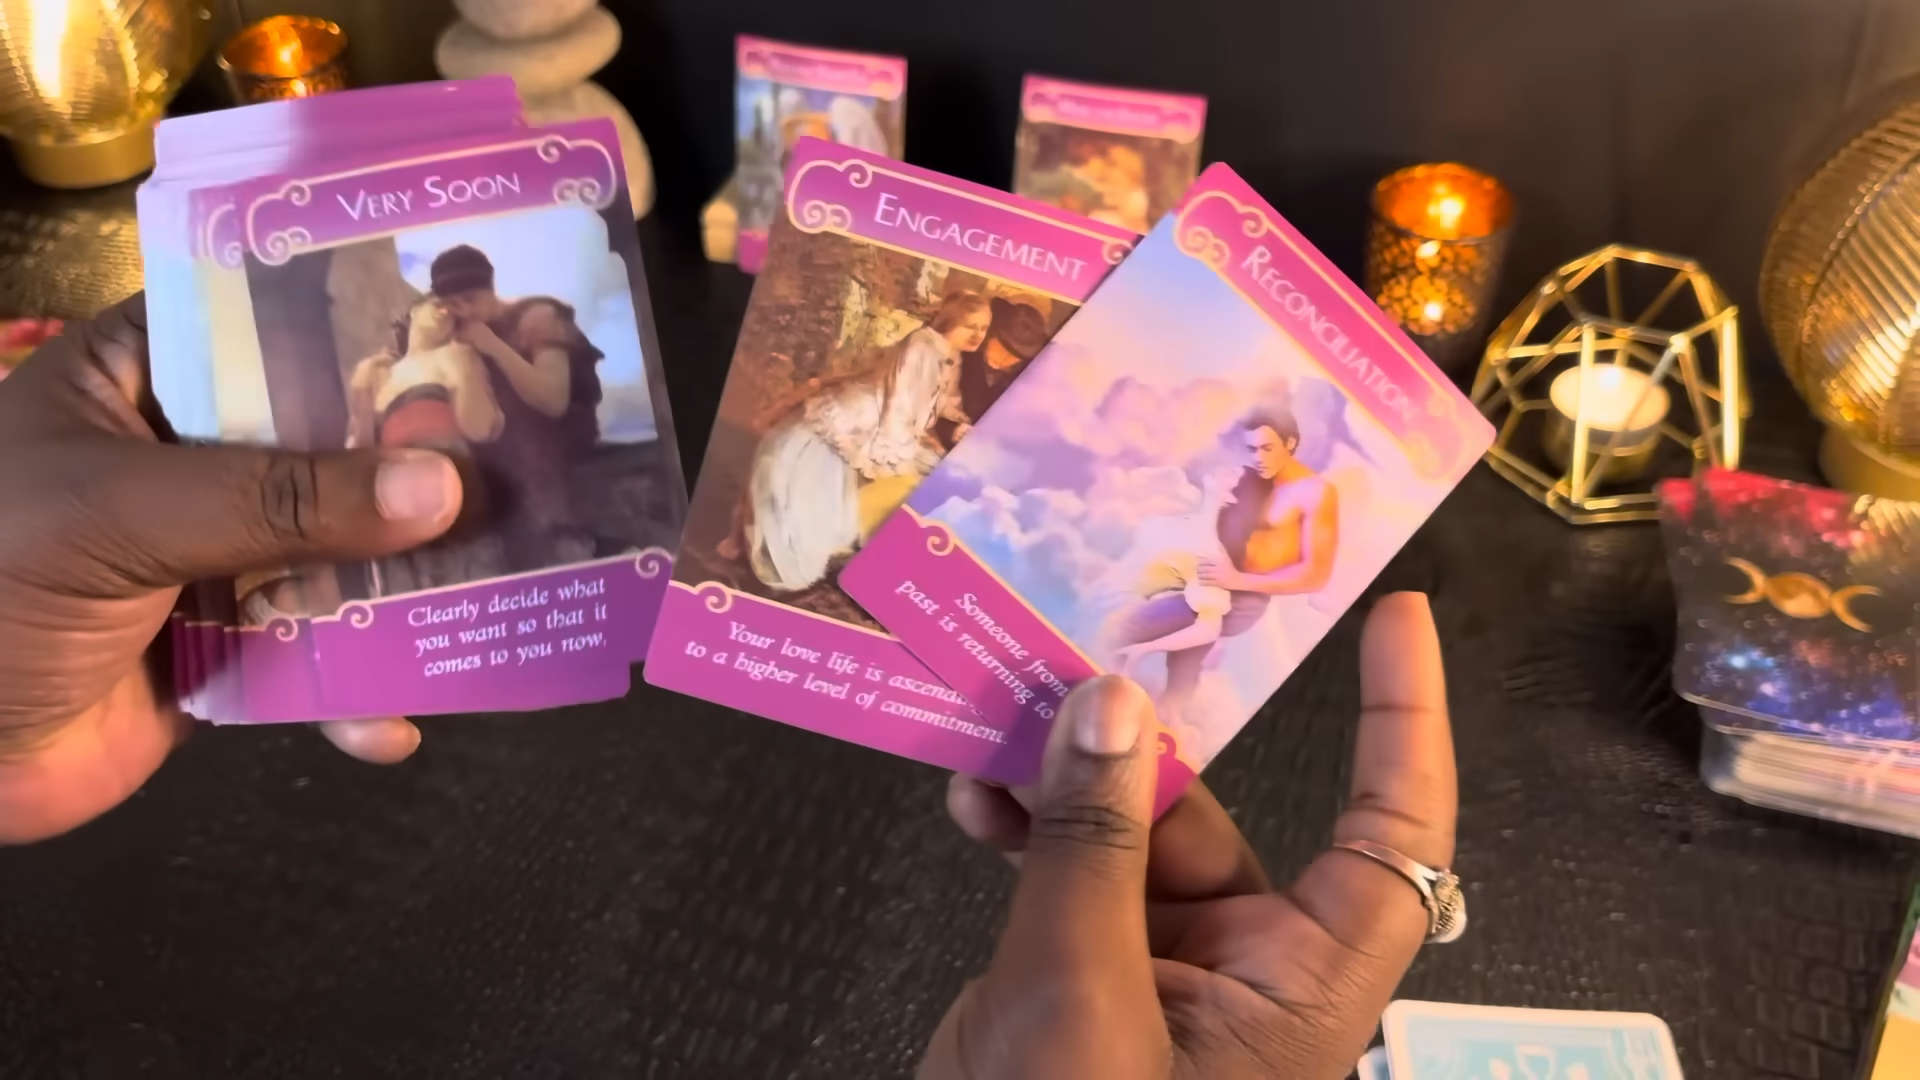 VERY SOON
Clearly decide what
you want so that it
comes to you now.
ENGAGEMENT
Your love life is
to a higher level of commitment.
RECONCILIATION
Someone from
past is returning to